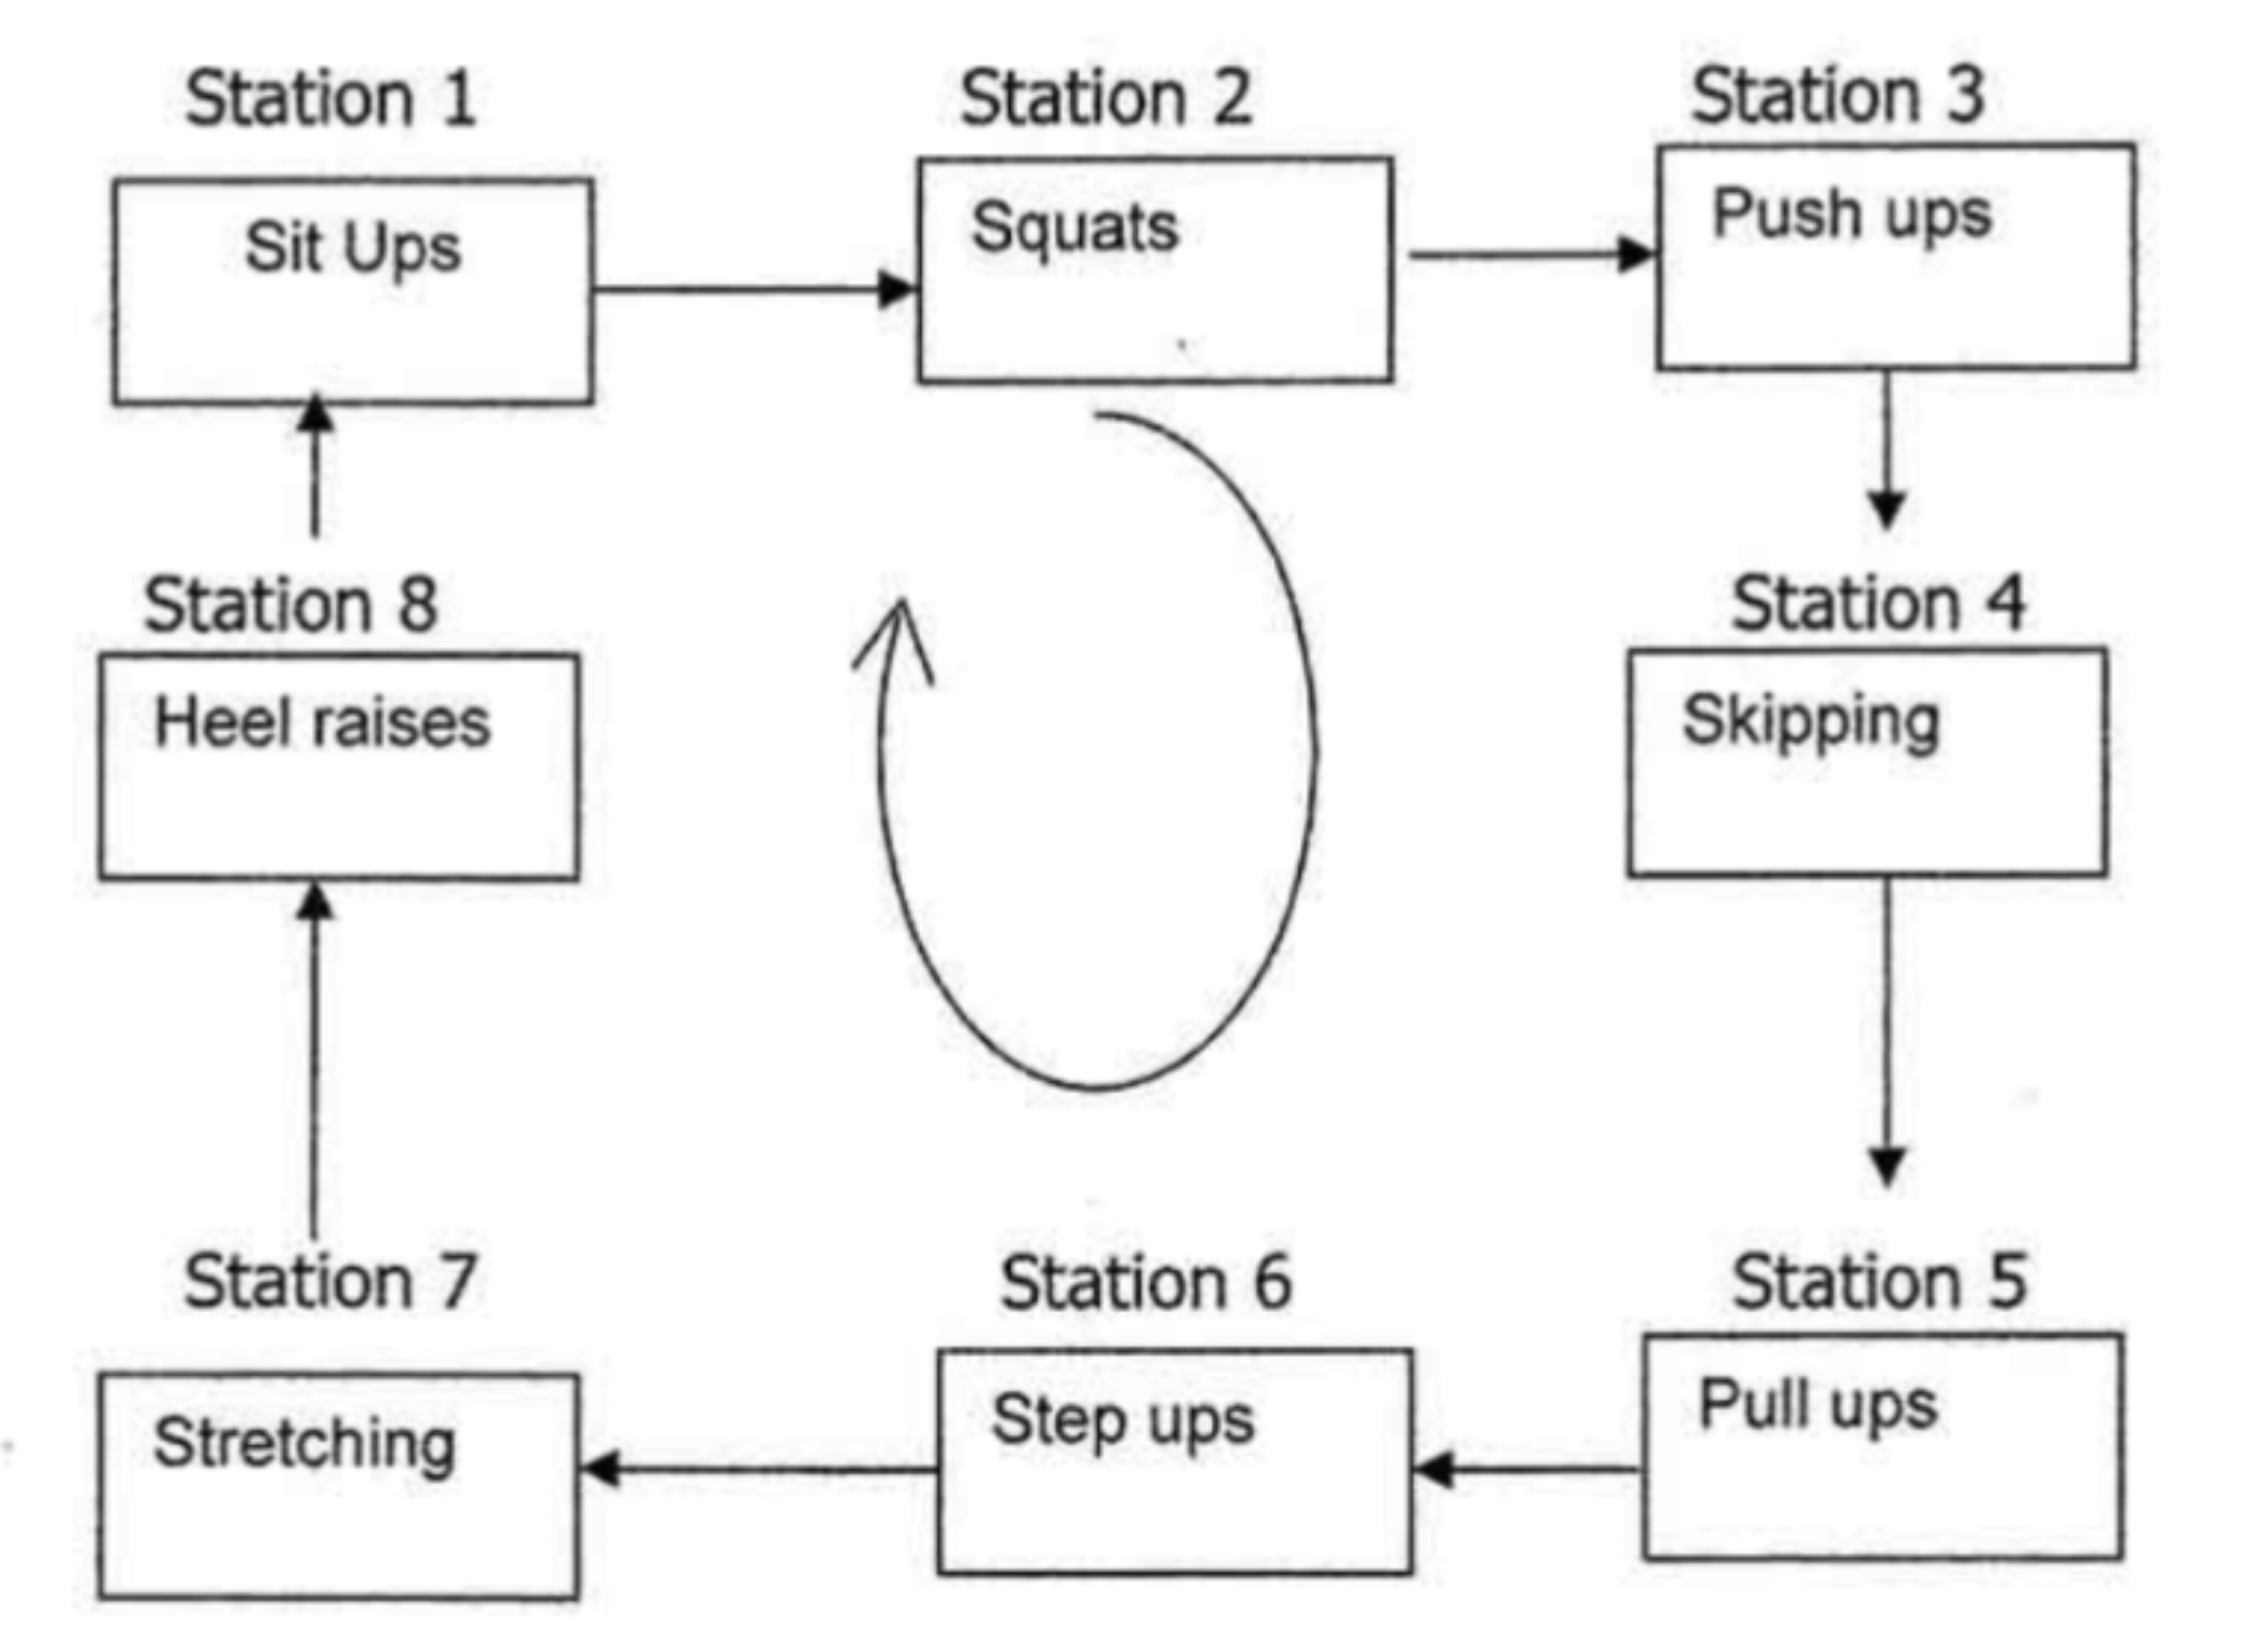 Station 1
Sit Ups
Station 2
Squats
Station 3
Push ups
Station 4
Skipping
Station 5
Pull ups
Station 6
Step ups
Station 7
Stretching
Station 8
Heel raises